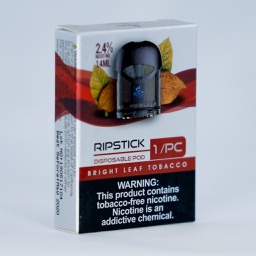 2.4%
NICOTINE
1.4ML
RIPSTICK
DISPOSABLE POD
1/PC
BRIGHT LEAF TOBACCO
WARNING:
This product contains
tobacco-free nicotine.
Nicotine is an
addictive chemical.